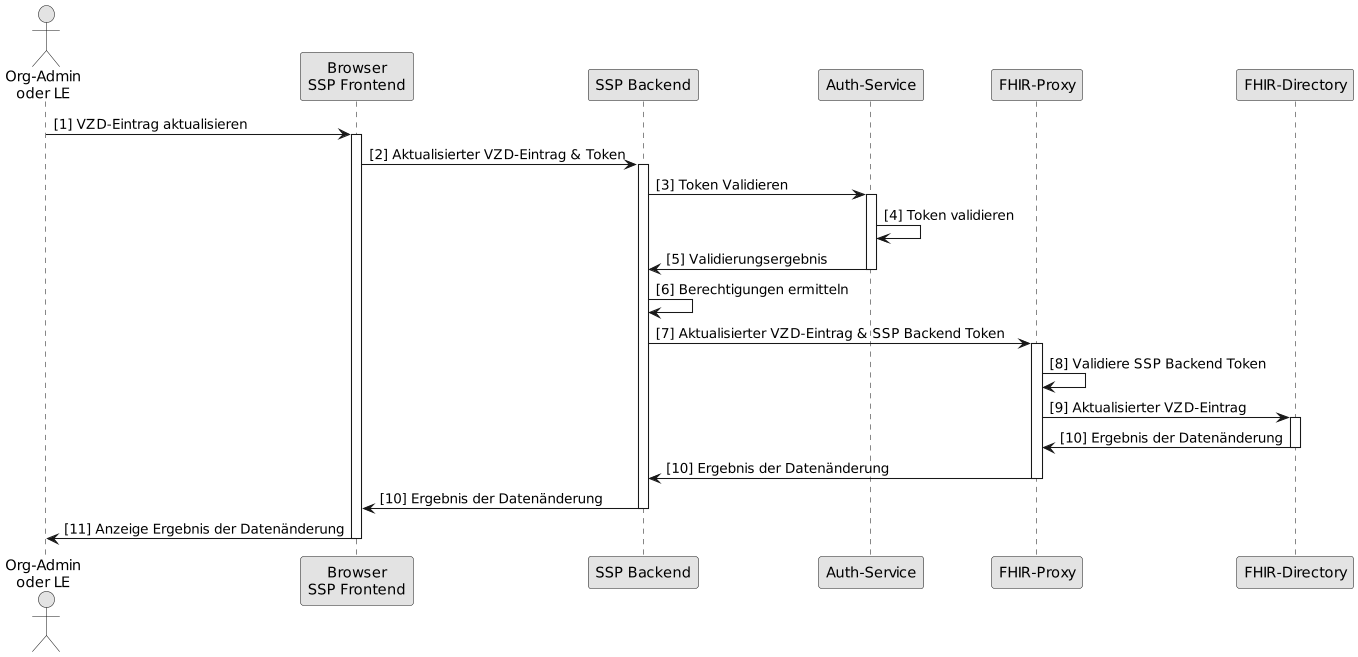 Org-Admin
oder LE
Browser
SSP Frontend
SSP Backend
Auth-Service
FHIR-Proxy
FHIR-Directory
[1] VZD-Eintrag aktualisieren
[2] Aktualisierter VZD-Eintrag & Token
[3] Token Validieren
[4] Token validieren
[5] Validierungsergebnis
[6] Berechtigungen ermitteln
[7] Aktualisierter VZD-Eintrag & SSP Backend Token
[8] Validiere SSP Backend Token
[9] Aktualisierter VZD-Eintrag
[10] Ergebnis der Datenänderung
[10] Ergebnis der Datenänderung
[10] Ergebnis der Datenänderung
[11] Anzeige Ergebnis der Datenänderung
Org-Admin
oder LE
Browser
SSP Frontend
SSP Backend
Auth-Service
FHIR-Proxy
FHIR-Directory